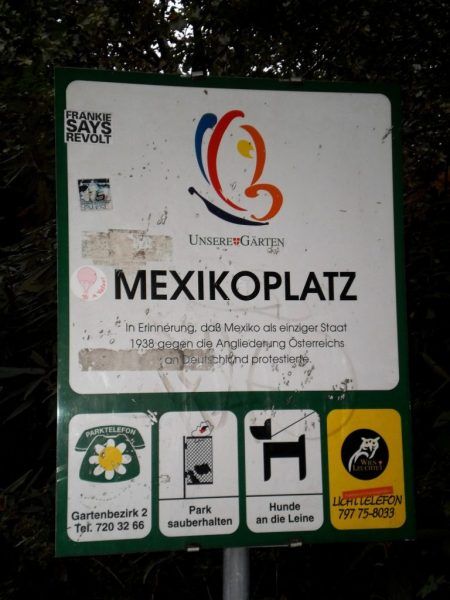 FRANKIE
SAYS
REVOLT
UNSERE GÄRTEN
MEXIKOPLATZ
In Erinnerung, daß Mexiko als einziger Staat
1938 gegen die Angliederung Österreichs
an Deutschland protestierte.
PARKTELEFON
Gartenbezirk 2
Tel. 720 32 66
Park
sauberhalten
Hunde
an die Leine
WIEN
LEUCHTET
LICHTTELEFON
797 75-8033